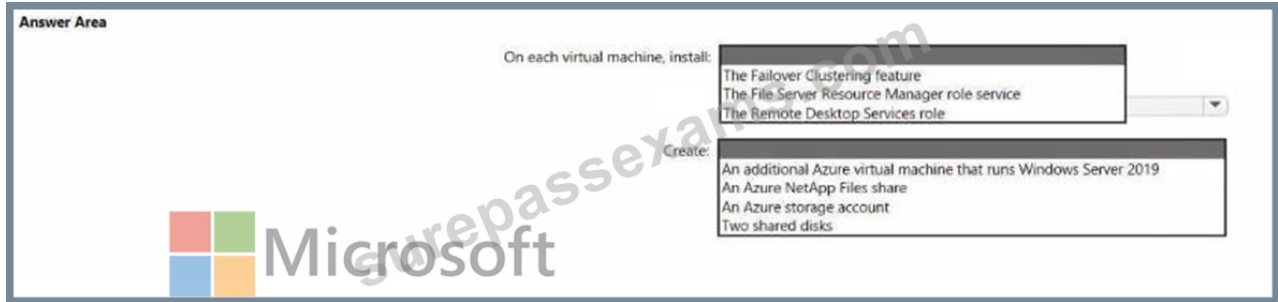 Answer Area
On each virtual machine, install:
The Failover Clustering feature
The File Server Resource Manager role service
The Remote Desktop Services role
Create:
An additional Azure virtual machine that runs Windows Server 2019
An Azure NetApp Files share
An Azure storage account
Two shared disks
Microsoft
surepassexams.com